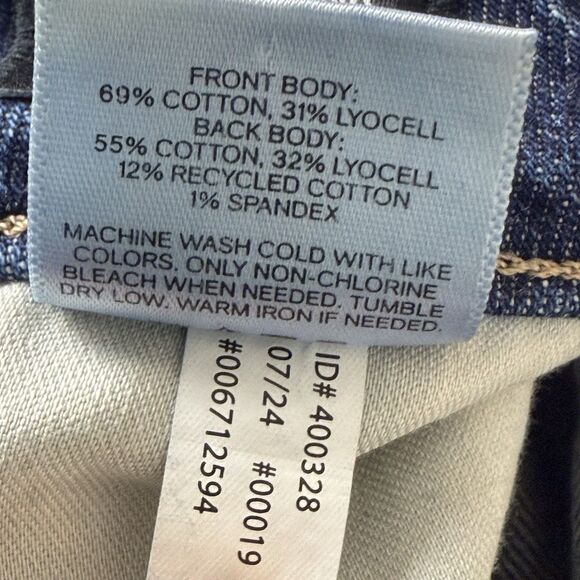 FRONT BODY:
69% COTTON, 31% LYOCELL
BACK BODY:
55% COTTON, 32% LYOCELL
12% RECYCLED COTTON
1% SPANDEX
MACHINE WASH COLD WITH LIKE
COLORS. ONLY NON-CHLORINE
BLEACH WHEN NEEDED. TUMBLE
DRY LOW. WARM IRON IF NEEDED.
ID# 400328
07/24 #00019
#006712594